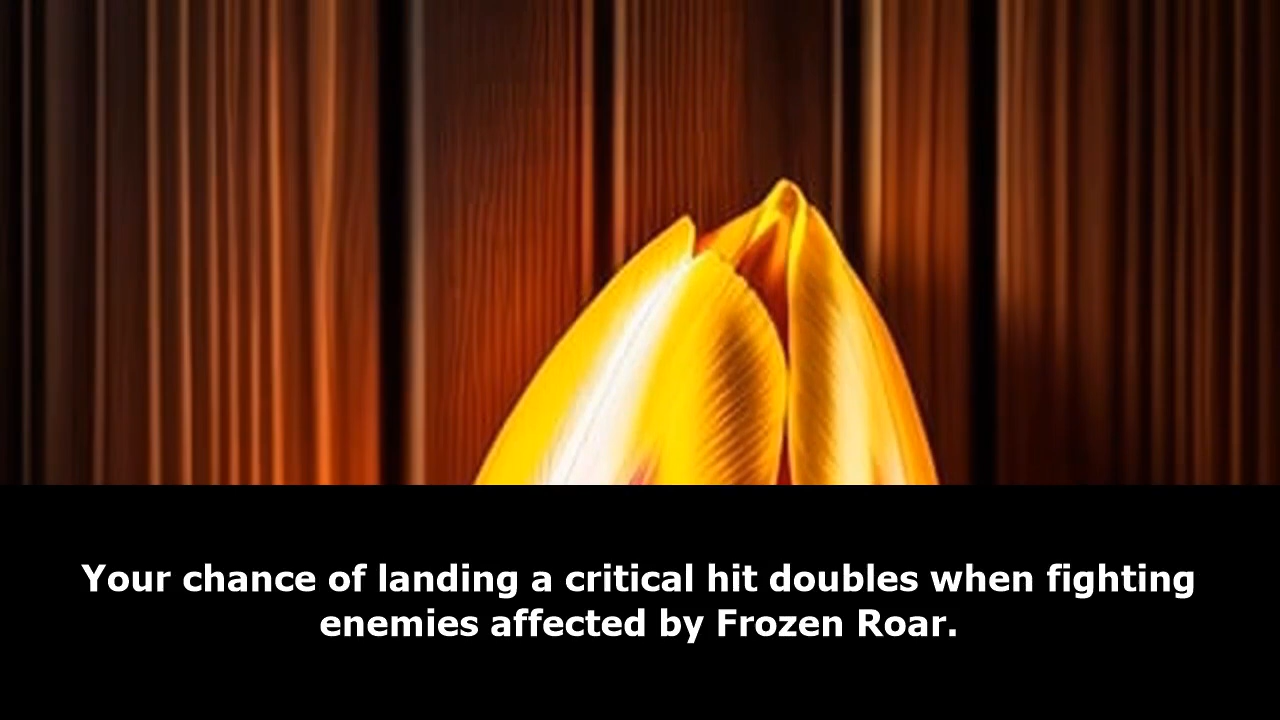 Your chance of landing a critical hit doubles when fighting
enemies affected by Frozen Roar.